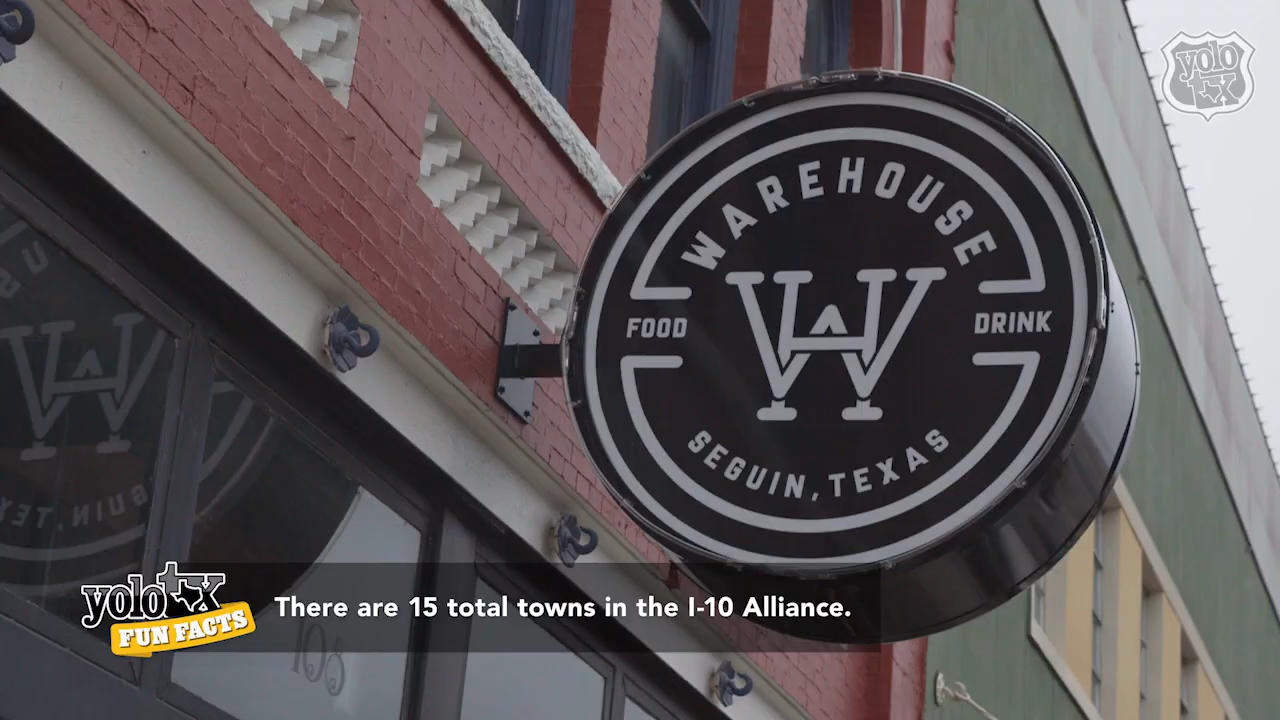 yolo
TX
WAREHOUSE
W
FOOD
DRINK
SEGUIN, TEXAS
yolo TX
FUN FACTS
There are 15 total towns in the I-10 Alliance.
108